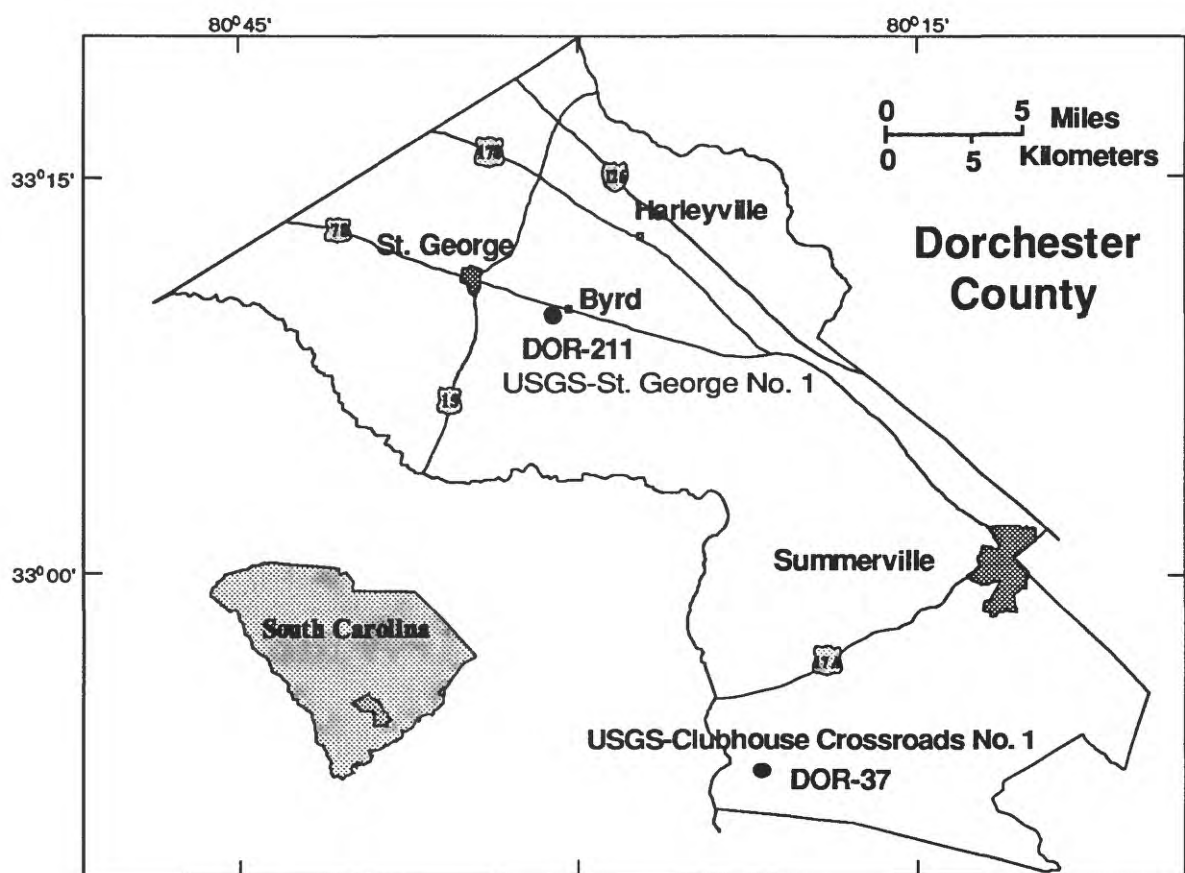 80°45'
80°15'
0 5 Miles
0 5 Kilometers
33°15'
178
126
Harleyville
78
St. George
Dorchester
County
Byrd
DOR-211
USGS-St. George No. 1
15
Summerville
33°00'
South Carolina
17A
USGS-Clubhouse Crossroads No. 1
DOR-37